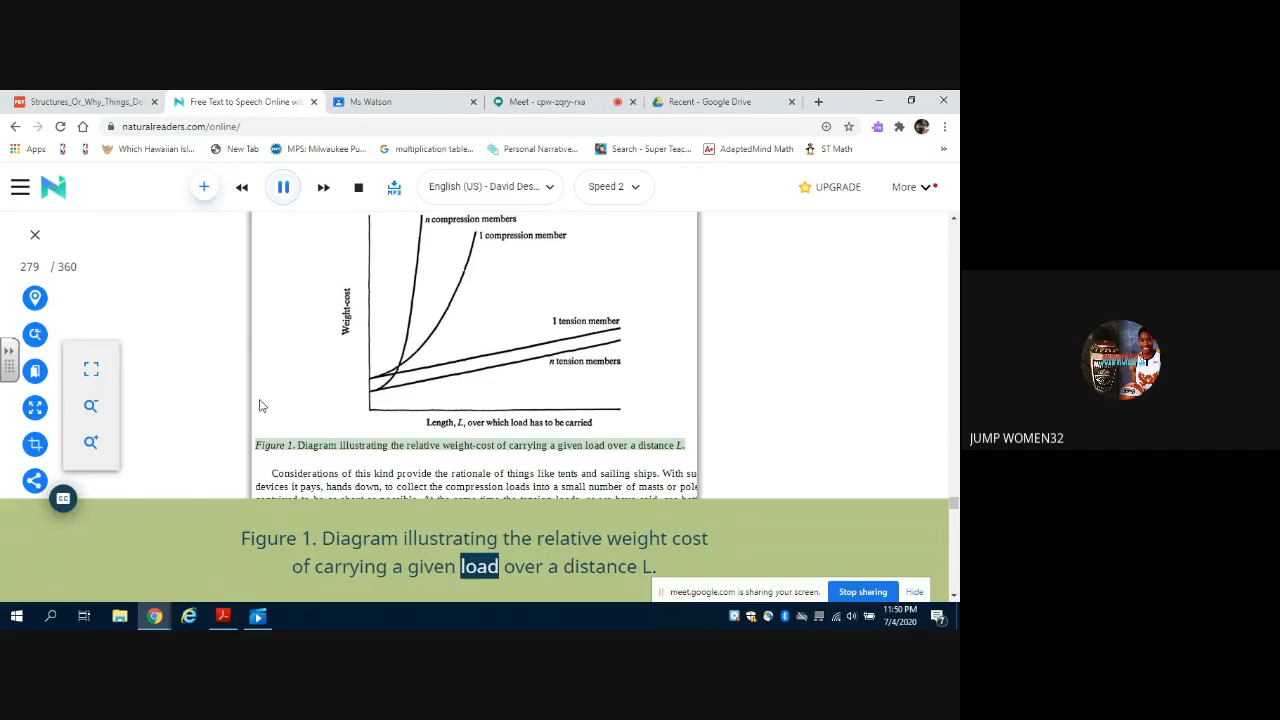 Structures_Or_Why_Things_Do
Free Text to Speech Online wit
Ms Watson
Meet - cpw-zqry-rxa
Recent - Google Drive
naturalreaders.com/online/
Apps
Which Hawaiian Isl...
New Tab
MPS: Milwaukee Pu...
multiplication table...
Personal Narrative...
Search - Super Teac...
AdaptedMind Math
ST Math
MP3
English (US) - David Des...
Speed 2
UPGRADE
More
279 / 360
n compression members
1 compression member
Weight-cost
1 tension member
n tension members
Length, L, over which load has to be carried
Figure 1. Diagram illustrating the relative weight-cost of carrying a given load over a distance L.
Considerations of this kind provide the rationale of things like tents and sailing ships. With su
devices it pays, hands down, to collect the compression loads into a small number of masts or pole
CC
Figure 1. Diagram illustrating the relative weight cost
of carrying a given load over a distance L.
meet.google.com is sharing your screen.
Stop sharing
Hide
11:50 PM
7/4/2020
JUMP WOMEN32